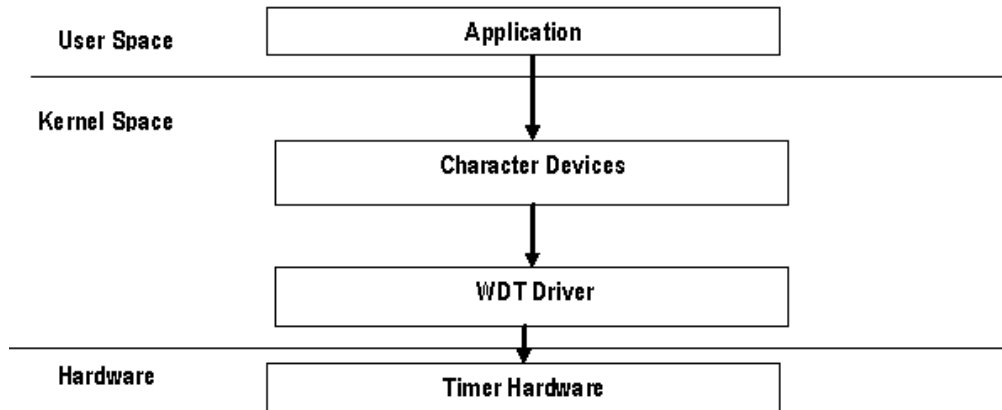 Application
User Space
Kernel Space
Character Devices
WDT Driver
Hardware
Timer Hardware